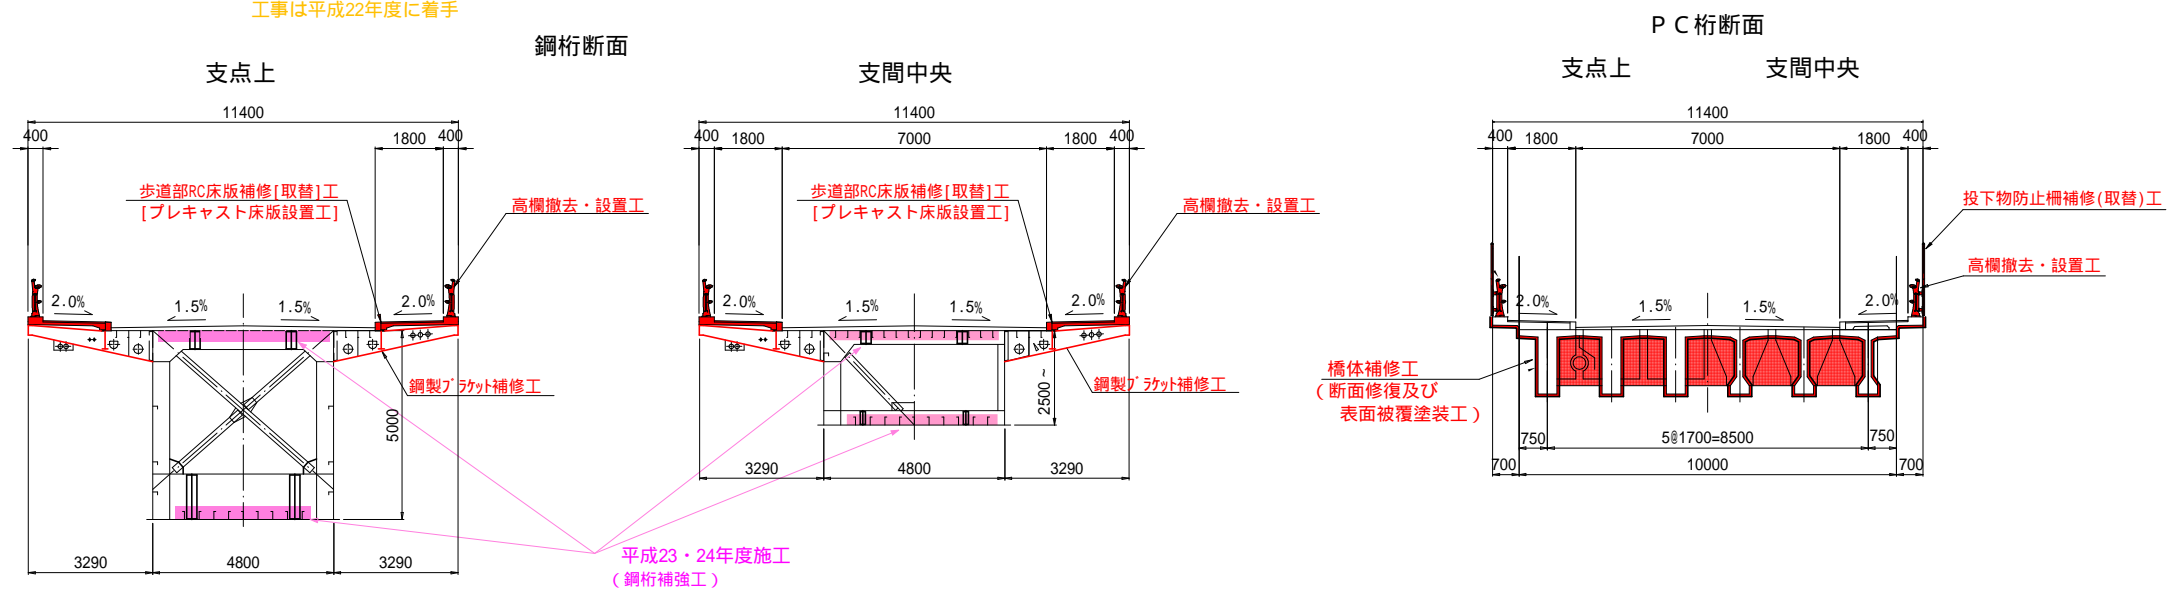 工事は平成22年度に着手
鋼桁断面
支点上
支間中央
11400
400
1800
400
歩道部RC床版補修[取替]工
[プレキャスト床版設置工]
高欄撤去・設置工
2.0%
1.5%
1.5%
2.0%
鋼製ブラケット補修工
5000
3290
4800
3290
11400
400
1800
7000
1800
400
歩道部RC床版補修[取替]工
[プレキャスト床版設置工]
高欄撤去・設置工
2.0%
1.5%
1.5%
2.0%
鋼製ブラケット補修工
2500 ~
3290
4800
3290
平成23・24年度施工
(鋼桁補強工)
PC桁断面
支点上
支間中央
11400
400
1800
7000
1800
400
投下物防止柵補修(取替)工
高欄撤去・設置工
2.0%
1.5%
1.5%
2.0%
橋体補修工
(断面修復及び
表面被覆塗装工)
750
5@1700=8500
750
700
10000
700